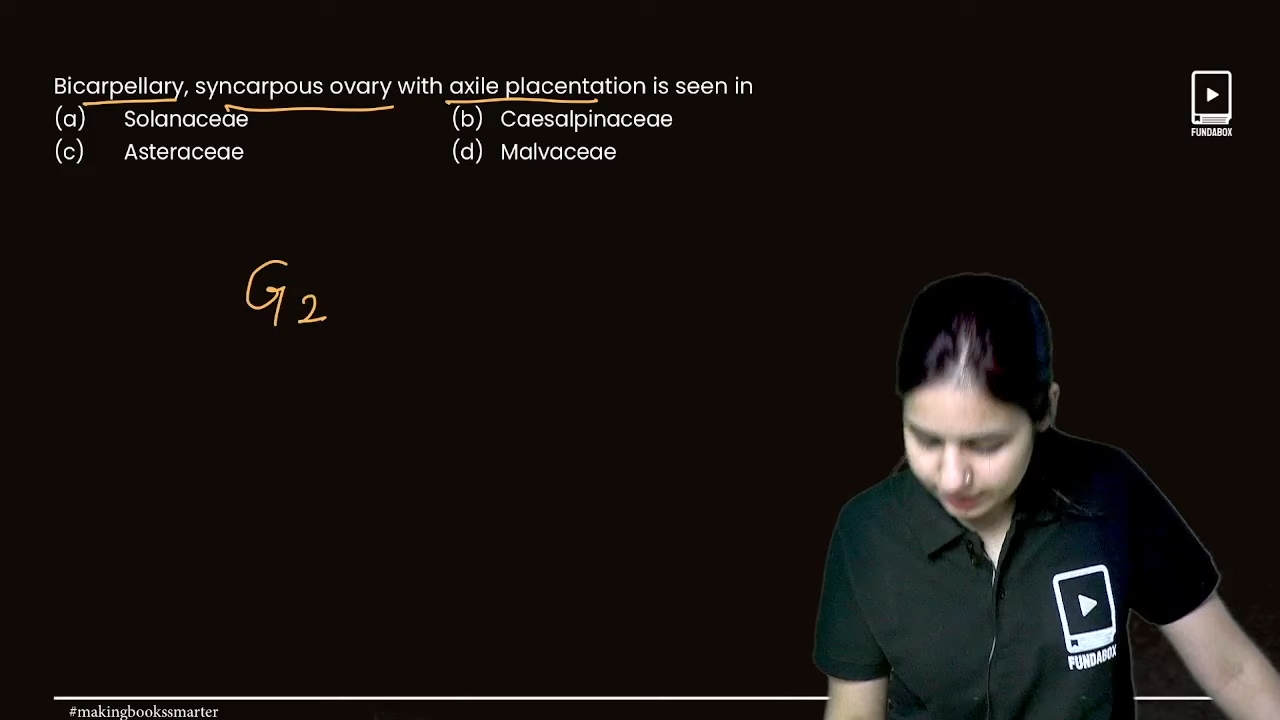 Bicarpellary, syncarpous ovary with axile placentation is seen in
(a) Solanaceae (b) Caesalpinaceae
(c) Asteraceae (d) Malvaceae
FUNDABOX
G2
FUNDABOX
#makingbookssmarter